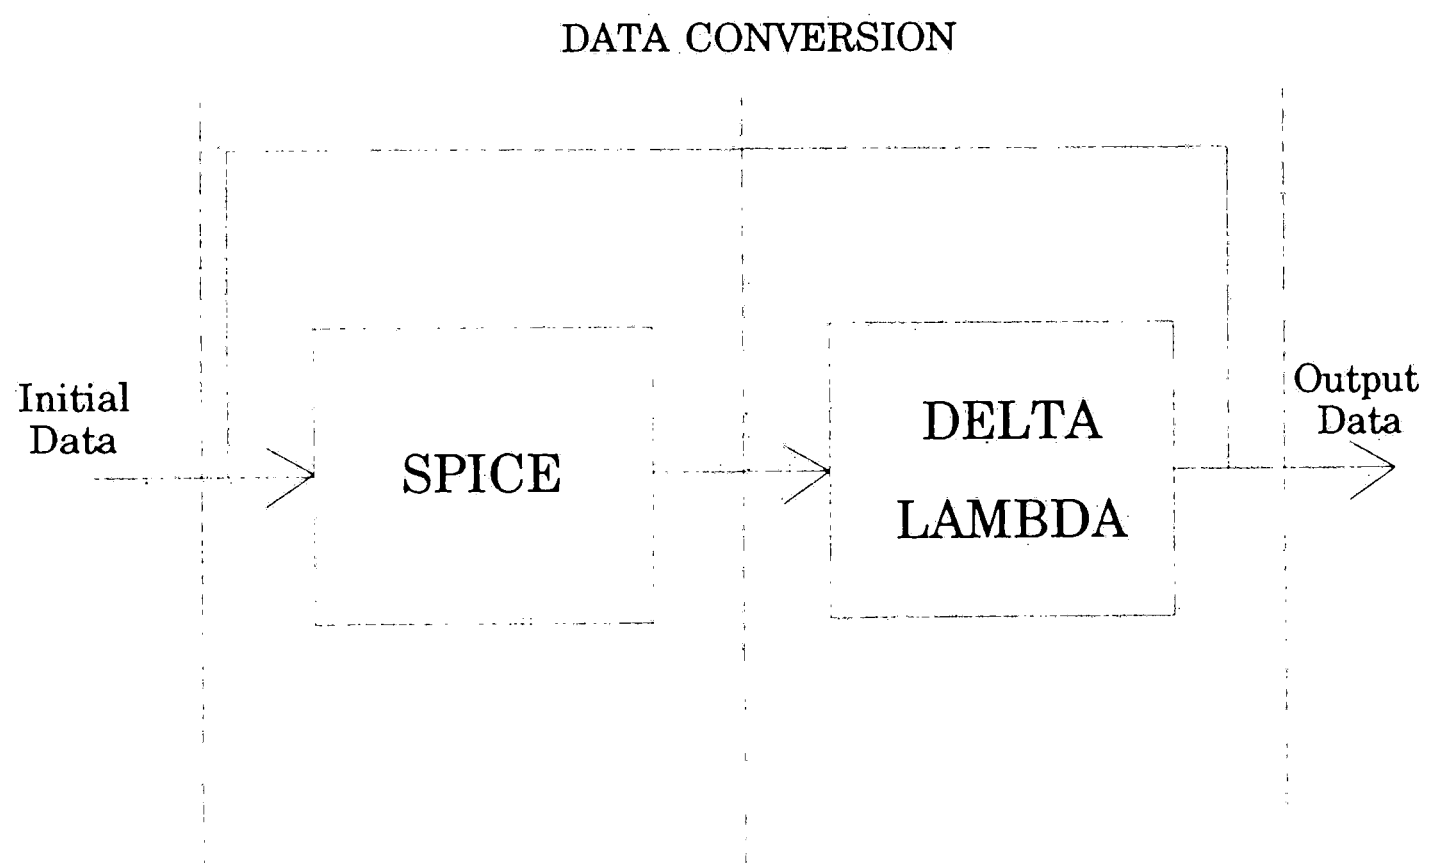 DATA CONVERSION
Initial
Data
SPICE
DELTA
LAMBDA
Output
Data